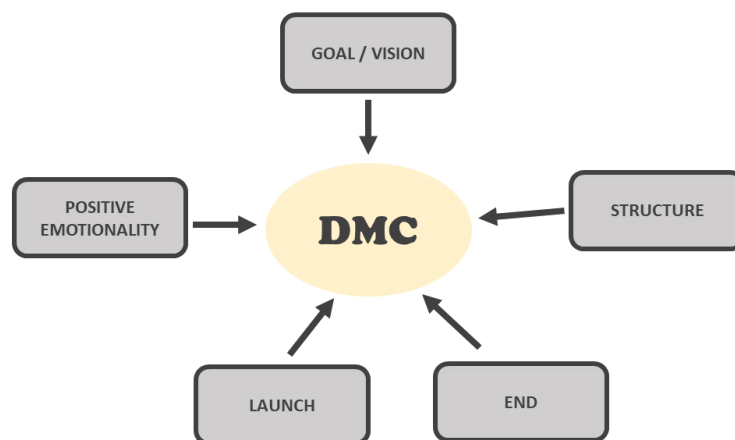 GOAL / VISION
POSITIVE
EMOTIONALITY
DMC
STRUCTURE
LAUNCH
END